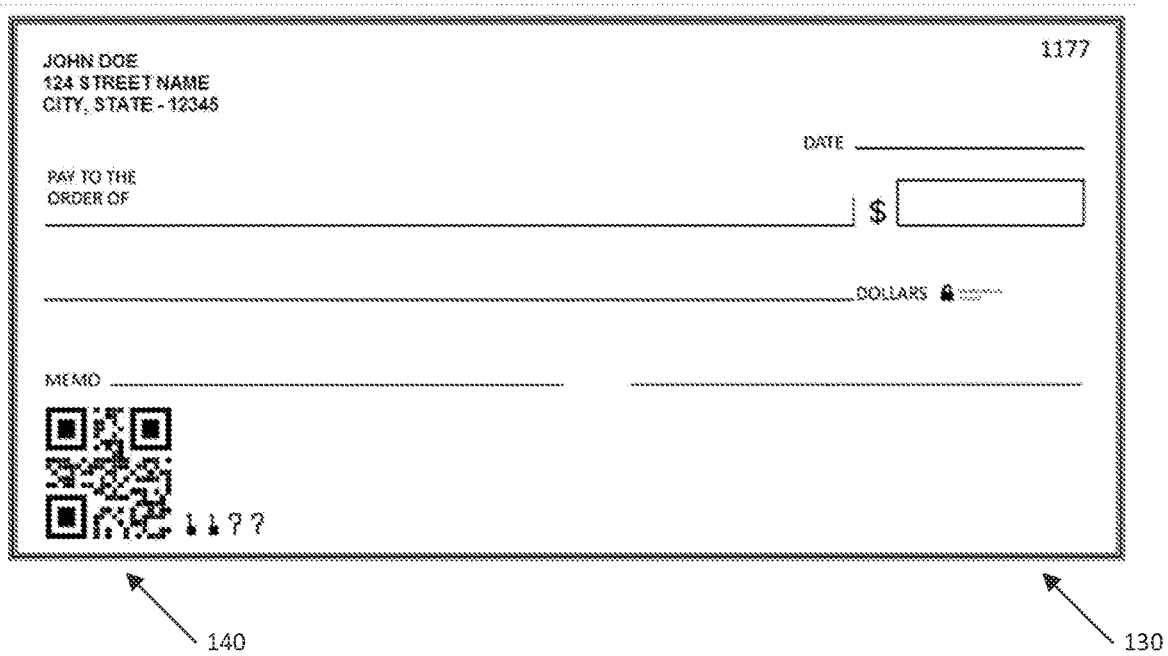 JOHN DOE
124 STREET NAME
CITY, STATE - 12345
1177
DATE
PAY TO THE
ORDER OF
$
DOLLARS
MEMO
1177
140
130